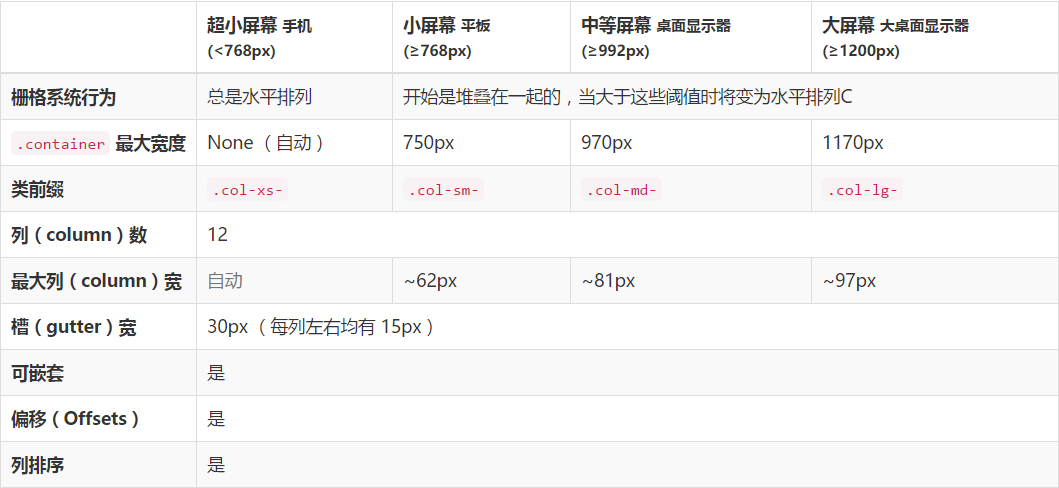 超小屏幕 手机 小屏幕 平板 中等屏幕 桌面显示器 大屏幕 大桌面显示器
(<768px) (≥768px) (≥992px) (≥1200px)
栅格系统行为 总是水平排列 开始是堆叠在一起的，当大于这些阈值时将变为水平排列C
.container 最大宽度 None （自动） 750px 970px 1170px
类前缀 .col-xs- .col-sm- .col-md- .col-lg-
列（column）数 12
最大列（column）宽 自动 ~62px ~81px ~97px
槽（gutter）宽 30px （每列左右均有 15px）
可嵌套 是
偏移（Offsets） 是
列排序 是